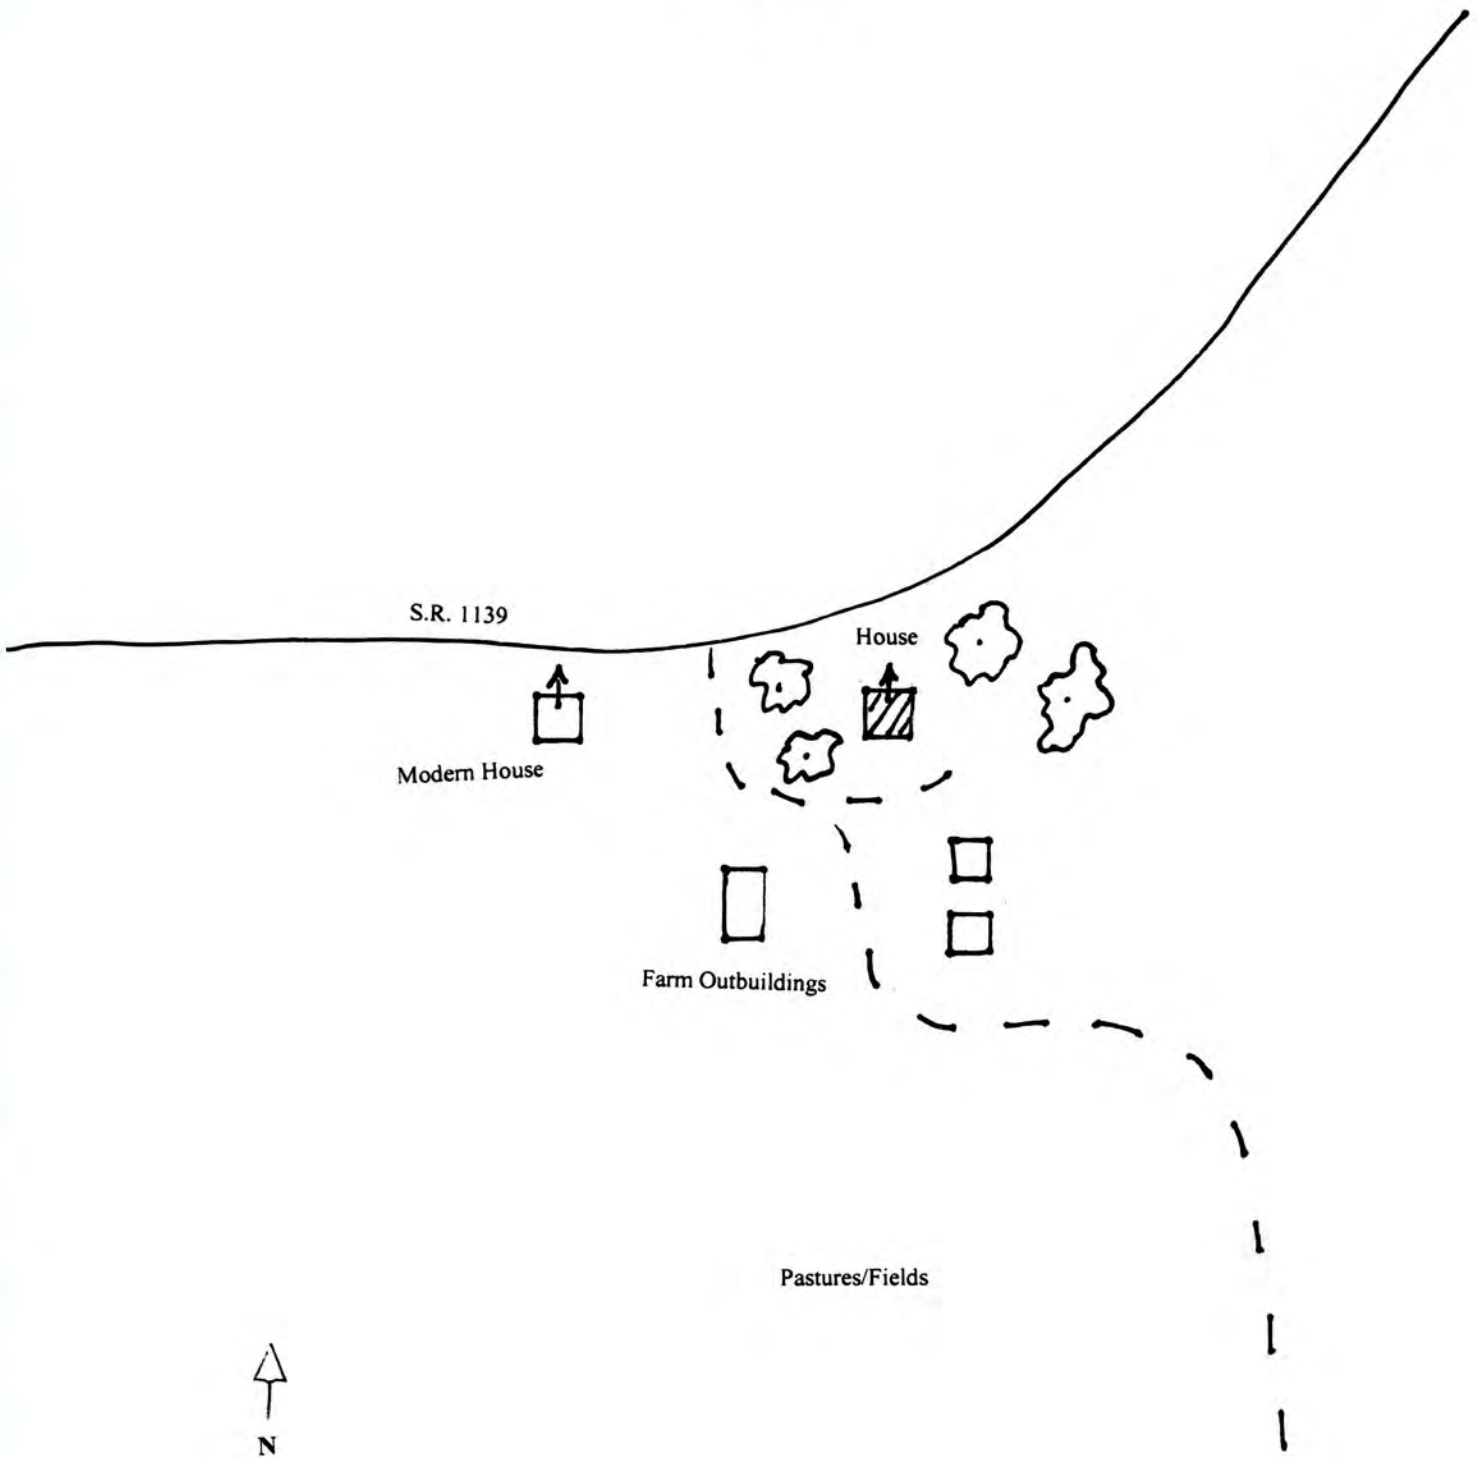 S.R. 1139
House
Modern House
Farm Outbuildings
Pastures/Fields
N